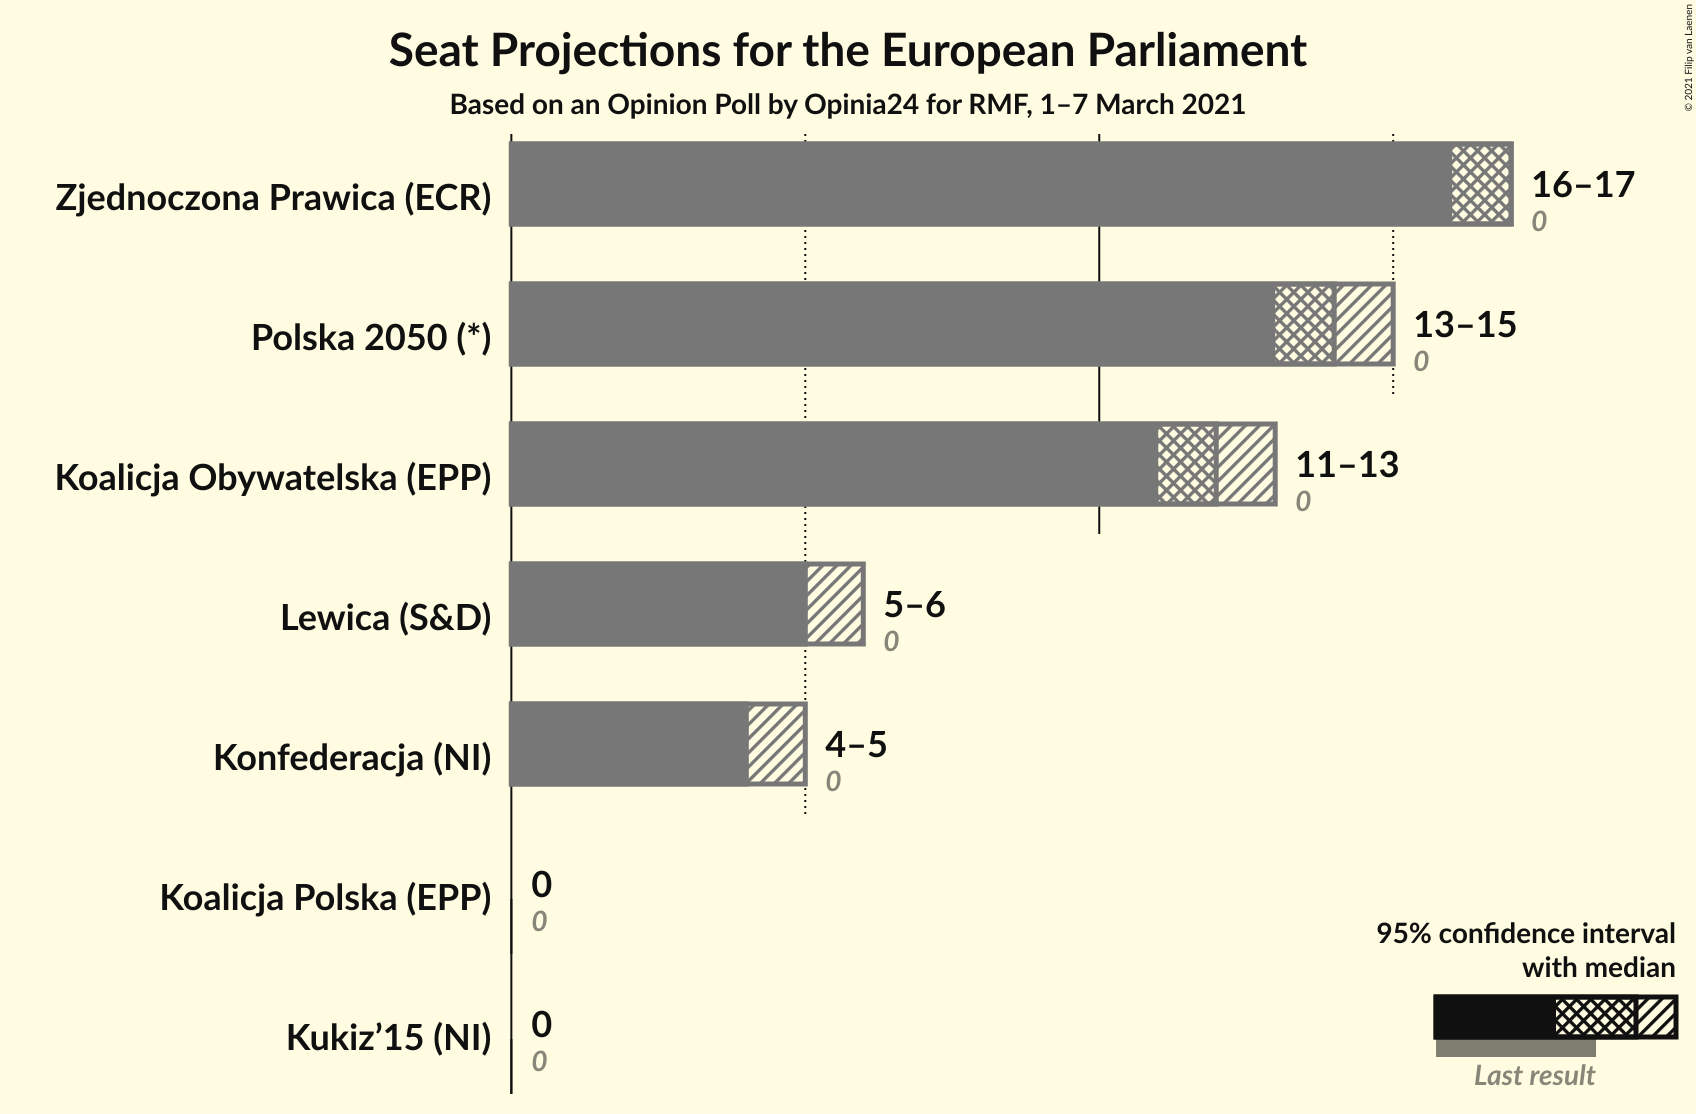 Seat Projections for the European Parliament
Based on an Opinion Poll by Opinia24 for RMF, 1–7 March 2021
© 2021 Filip van Laenen
Zjednoczona Prawica (ECR)
16–17
0
Polska 2050 (*)
13–15
0
Koalicja Obywatelska (EPP)
11–13
0
Lewica (S&D)
5–6
0
Konfederacja (NI)
4–5
0
Koalicja Polska (EPP)
0
0
Kukiz’15 (NI)
0
0
95% confidence interval
with median
Last result